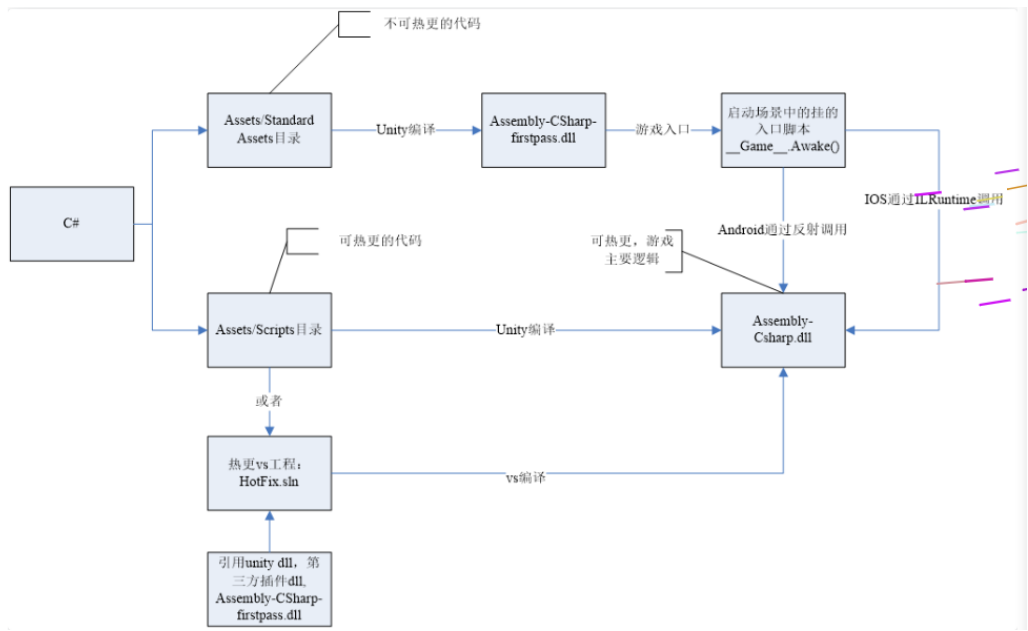 不可热更的代码
Assets/Standard
Assets目录
Unity编译
Assembly-CSharp-
firstpass.dll
游戏入口
启动场景中的挂的
入口脚本
__Game__.Awake()
C#
IOS通过ILRuntime调用
Android通过反射调用
可热更的代码
可热更，游戏
主要逻辑
Assets/Scripts目录
Unity编译
Assembly-
Csharp.dll
或者
热更vs工程：
HotFix.sln
vs编译
引用unity dll，第
三方插件dll,
Assembly-CSharp-
firstpass.dll